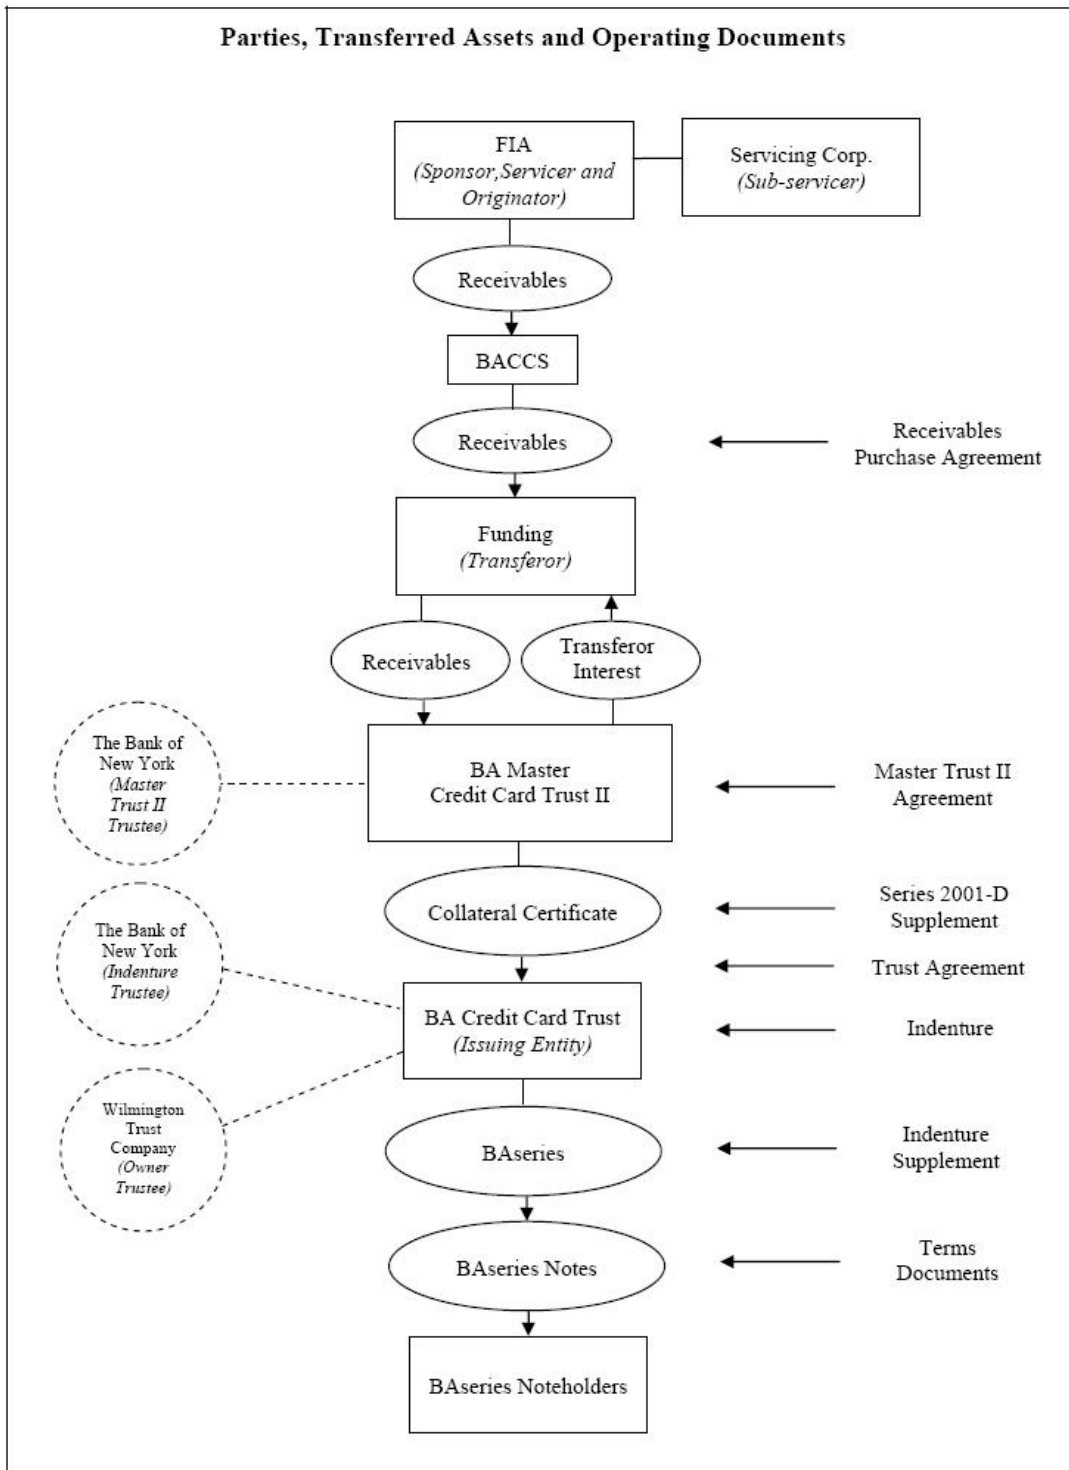 Parties, Transferred Assets and Operating Documents
FIA
(Sponsor,Servicer and
Originator)
Servicing Corp.
(Sub-servicer)
Receivables
BACCS
Receivables
Receivables
Purchase Agreement
Funding
(Transferor)
Receivables
Transferor
Interest
The Bank of
New York
(Master
Trust II
Trustee)
BA Master
Credit Card Trust II
Master Trust II
Agreement
Collateral Certificate
Series 2001-D
Supplement
The Bank of
New York
(Indenture
Trustee)
Trust Agreement
BA Credit Card Trust
(Issuing Entity)
Indenture
Wilmington
Trust
Company
(Owner
Trustee)
BAseries
Indenture
Supplement
BAseries Notes
Terms
Documents
BAseries Noteholders